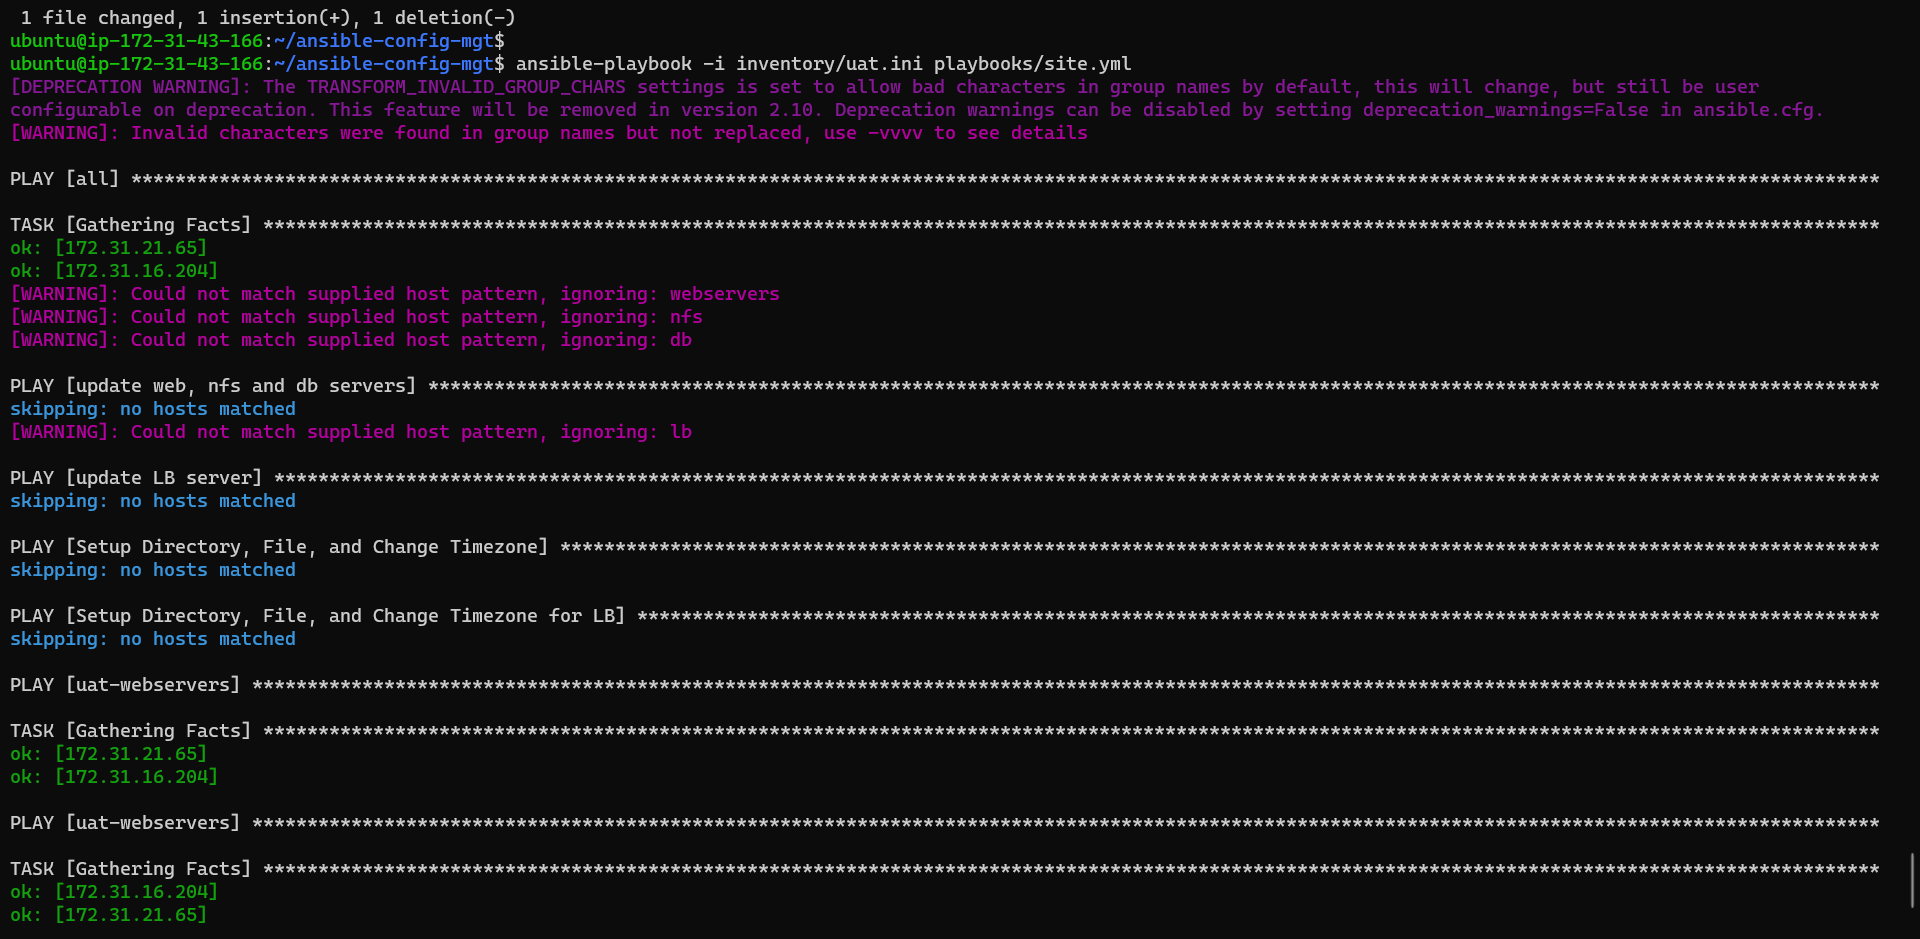 1 file changed, 1 insertion(+), 1 deletion(-)
ubuntu@ip-172-31-43-166:~/ansible-config-mgt$
ubuntu@ip-172-31-43-166:~/ansible-config-mgt$ ansible-playbook -i inventory/uat.ini playbooks/site.yml
[DEPRECATION WARNING]: The TRANSFORM_INVALID_GROUP_CHARS settings is set to allow bad characters in group names by default, this will change, but still be user
configurable on deprecation. This feature will be removed in version 2.10. Deprecation warnings can be disabled by setting deprecation_warnings=False in ansible.cfg.
[WARNING]: Invalid characters were found in group names but not replaced, use -vvvv to see details
PLAY [all] ***************************************************************************************************************************************************************
TASK [Gathering Facts] ***************************************************************************************************************************************************
ok: [172.31.21.65]
ok: [172.31.16.204]
[WARNING]: Could not match supplied host pattern, ignoring: webservers
[WARNING]: Could not match supplied host pattern, ignoring: nfs
[WARNING]: Could not match supplied host pattern, ignoring: db
PLAY [update web, nfs and db servers] ************************************************************************************************************************************
skipping: no hosts matched
[WARNING]: Could not match supplied host pattern, ignoring: lb
PLAY [update LB server] **************************************************************************************************************************************************
skipping: no hosts matched
PLAY [Setup Directory, File, and Change Timezone] ************************************************************************************************************************
skipping: no hosts matched
PLAY [Setup Directory, File, and Change Timezone for LB] *****************************************************************************************************************
skipping: no hosts matched
PLAY [uat-webservers] ****************************************************************************************************************************************************
TASK [Gathering Facts] ***************************************************************************************************************************************************
ok: [172.31.21.65]
ok: [172.31.16.204]
PLAY [uat-webservers] ****************************************************************************************************************************************************
TASK [Gathering Facts] ***************************************************************************************************************************************************
ok: [172.31.16.204]
ok: [172.31.21.65]